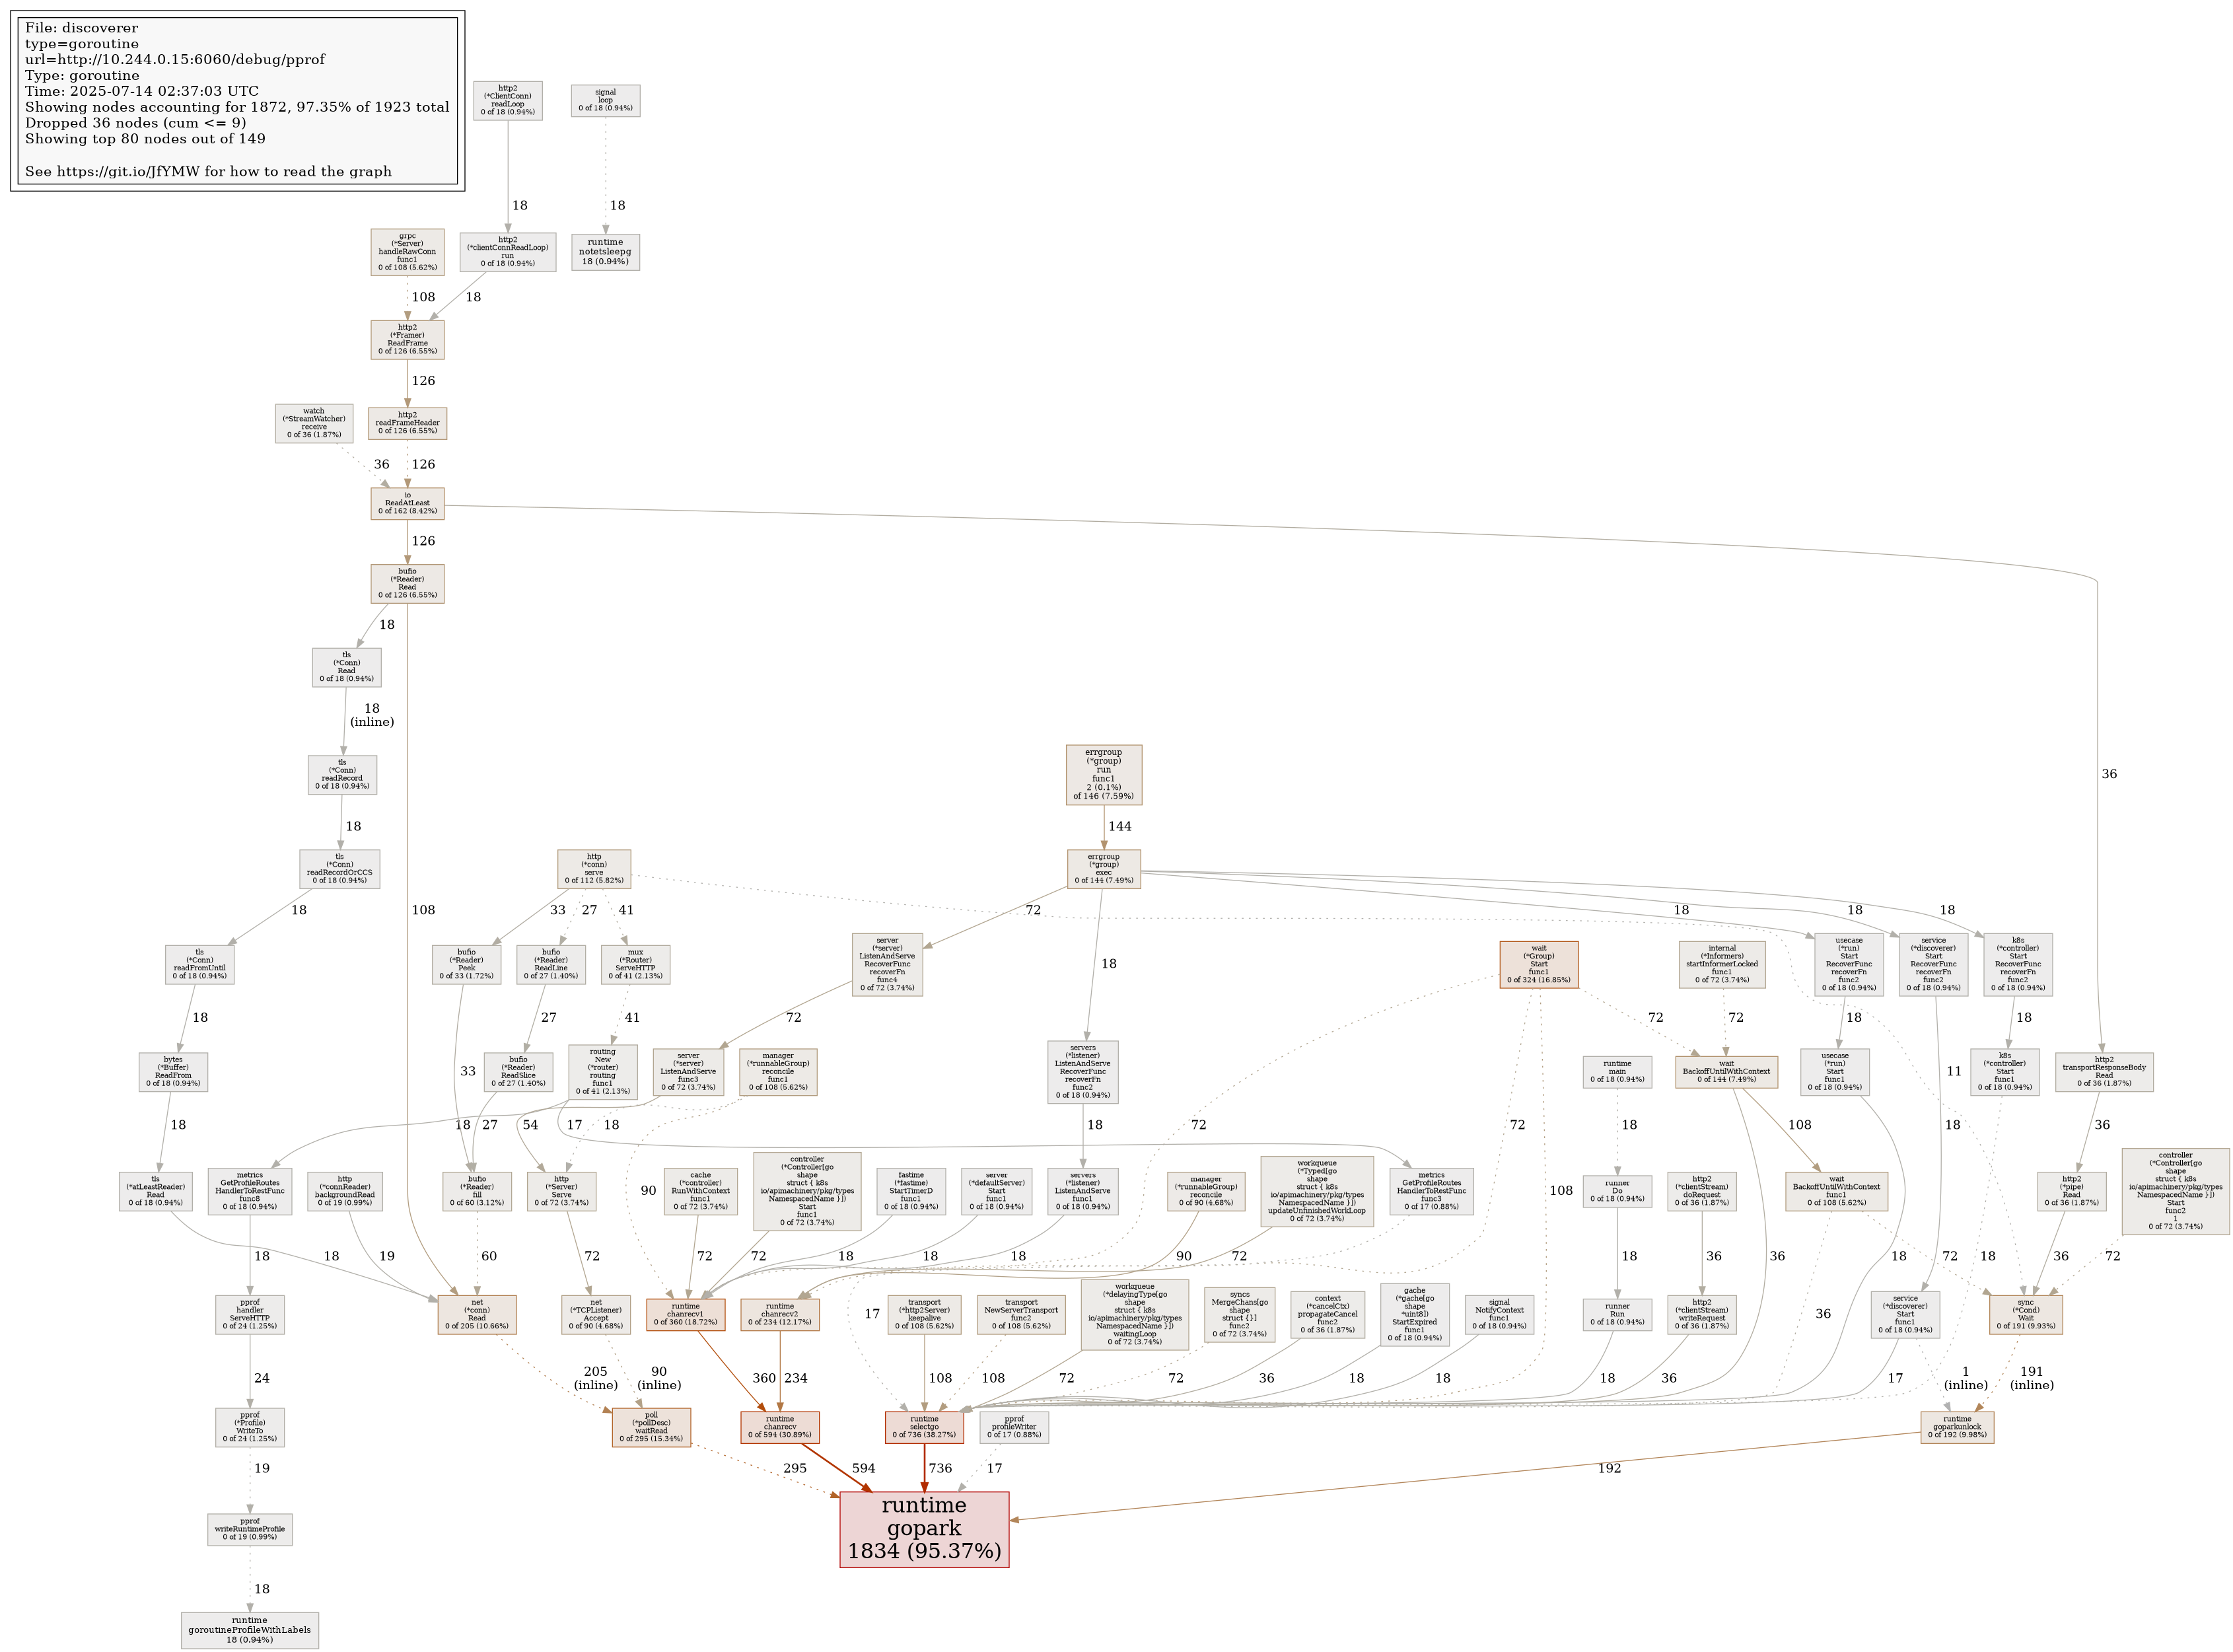 File: discoverer
type=goroutine
url=http://10.244.0.15:6060/debug/pprof
Type: goroutine
Time: 2025-07-14 02:37:03 UTC
Showing nodes accounting for 1872, 97.35% of 1923 total
Dropped 36 nodes (cum <= 9)
Showing top 80 nodes out of 149
See https://git.io/JfYMW for how to read the graph
http2
(*ClientConn)
readLoop
0 of 18 (0.94%)
signal
loop
0 of 18 (0.94%)
18
18
grpc
(*Server)
handleRawConn
func1
0 of 108 (5.62%)
http2
(*clientConnReadLoop)
run
0 of 18 (0.94%)
runtime
notetsleepg
18 (0.94%)
108
18
http2
(*Framer)
ReadFrame
0 of 126 (6.55%)
126
watch
(*StreamWatcher)
receive
0 of 36 (1.87%)
http2
readFrameHeader
0 of 126 (6.55%)
36
126
io
ReadAtLeast
0 of 162 (8.42%)
126
36
bufio
(*Reader)
Read
0 of 126 (6.55%)
18
108
tls
(*Conn)
Read
0 of 18 (0.94%)
18
(inline)
tls
(*Conn)
readRecord
0 of 18 (0.94%)
18
errgroup
(*group)
run
func1
2 (0.1%)
of 146 (7.59%)
144
tls
(*Conn)
readRecordOrCCS
0 of 18 (0.94%)
18
http
(*conn)
serve
0 of 112 (5.82%)
33
27
41
11
errgroup
(*group)
exec
0 of 144 (7.49%)
72
18
18
18
18
tls
(*Conn)
readFromUntil
0 of 18 (0.94%)
18
bufio
(*Reader)
Peek
0 of 33 (1.72%)
33
bufio
(*Reader)
ReadLine
0 of 27 (1.40%)
27
mux
(*Router)
ServeHTTP
0 of 41 (2.13%)
41
server
(*server)
ListenAndServe
RecoverFunc
recoverFn
func4
0 of 72 (3.74%)
72
wait
(*Group)
Start
func1
0 of 324 (16.85%)
72
72
108
72
internal
(*Informers)
startInformerLocked
func1
0 of 72 (3.74%)
72
usecase
(*run)
Start
RecoverFunc
recoverFn
func2
0 of 18 (0.94%)
18
service
(*discoverer)
Start
RecoverFunc
recoverFn
func2
0 of 18 (0.94%)
18
k8s
(*controller)
Start
RecoverFunc
recoverFn
func2
0 of 18 (0.94%)
18
bytes
(*Buffer)
ReadFrom
0 of 18 (0.94%)
18
bufio
(*Reader)
ReadSlice
0 of 27 (1.40%)
27
routing
New
(*router)
routing
func1
0 of 41 (2.13%)
18
17
server
(*server)
ListenAndServe
func3
0 of 72 (3.74%)
54
manager
(*runnableGroup)
reconcile
func1
0 of 108 (5.62%)
18
90
servers
(*listener)
ListenAndServe
RecoverFunc
recoverFn
func2
0 of 18 (0.94%)
18
runtime
main
0 of 18 (0.94%)
18
wait
BackoffUntilWithContext
0 of 144 (7.49%)
108
36
usecase
(*run)
Start
func1
0 of 18 (0.94%)
18
k8s
(*controller)
Start
func1
0 of 18 (0.94%)
18
http2
transportResponseBody
Read
0 of 36 (1.87%)
36
tls
(*atLeastReader)
Read
0 of 18 (0.94%)
18
metrics
GetProfileRoutes
HandlerToRestFunc
func8
0 of 18 (0.94%)
18
http
(*connReader)
backgroundRead
0 of 19 (0.99%)
19
bufio
(*Reader)
fill
0 of 60 (3.12%)
60
http
(*Server)
Serve
0 of 72 (3.74%)
72
cache
(*controller)
RunWithContext
func1
0 of 72 (3.74%)
72
controller
(*Controller[go
shape
struct { k8s
io/apimachinery/pkg/types
NamespacedName }])
Start
func1
0 of 72 (3.74%)
72
fastime
(*fastime)
StartTimerD
func1
0 of 18 (0.94%)
18
server
(*defaultServer)
Start
func1
0 of 18 (0.94%)
18
servers
(*listener)
ListenAndServe
func1
0 of 18 (0.94%)
18
manager
(*runnableGroup)
reconcile
0 of 90 (4.68%)
90
workqueue
(*Typed[go
shape
struct { k8s
io/apimachinery/pkg/types
NamespacedName }])
updateUnfinishedWorkLoop
0 of 72 (3.74%)
72
metrics
GetProfileRoutes
HandlerToRestFunc
func3
0 of 17 (0.88%)
17
runner
Do
0 of 18 (0.94%)
18
http2
(*clientStream)
doRequest
0 of 36 (1.87%)
36
wait
BackoffUntilWithContext
func1
0 of 108 (5.62%)
36
72
http2
(*pipe)
Read
0 of 36 (1.87%)
36
controller
(*Controller[go
shape
struct { k8s
io/apimachinery/pkg/types
NamespacedName }])
Start
func2
1
0 of 72 (3.74%)
72
pprof
handler
ServeHTTP
0 of 24 (1.25%)
24
net
(*conn)
Read
0 of 205 (10.66%)
205
(inline)
net
(*TCPListener)
Accept
0 of 90 (4.68%)
90
(inline)
runtime
chanrecv1
0 of 360 (18.72%)
360
runtime
chanrecv2
0 of 234 (12.17%)
234
transport
(*http2Server)
keepalive
0 of 108 (5.62%)
108
transport
NewServerTransport
func2
0 of 108 (5.62%)
108
workqueue
(*delayingType[go
shape
struct { k8s
io/apimachinery/pkg/types
NamespacedName }])
waitingLoop
0 of 72 (3.74%)
72
syncs
MergeChans[go
shape
struct {}]
func2
0 of 72 (3.74%)
72
context
(*cancelCtx)
propagateCancel
func2
0 of 36 (1.87%)
36
gache
(*gache[go
shape
*uint8])
StartExpired
func1
0 of 18 (0.94%)
18
signal
NotifyContext
func1
0 of 18 (0.94%)
18
runner
Run
0 of 18 (0.94%)
18
http2
(*clientStream)
writeRequest
0 of 36 (1.87%)
36
service
(*discoverer)
Start
func1
0 of 18 (0.94%)
17
1
(inline)
sync
(*Cond)
Wait
0 of 191 (9.93%)
191
(inline)
pprof
(*Profile)
WriteTo
0 of 24 (1.25%)
19
poll
(*pollDesc)
waitRead
0 of 295 (15.34%)
295
runtime
chanrecv
0 of 594 (30.89%)
594
runtime
selectgo
0 of 736 (38.27%)
736
pprof
profileWriter
0 of 17 (0.88%)
17
runtime
goparkunlock
0 of 192 (9.98%)
192
pprof
writeRuntimeProfile
0 of 19 (0.99%)
18
runtime
gopark
1834 (95.37%)
runtime
goroutineProfileWithLabels
18 (0.94%)